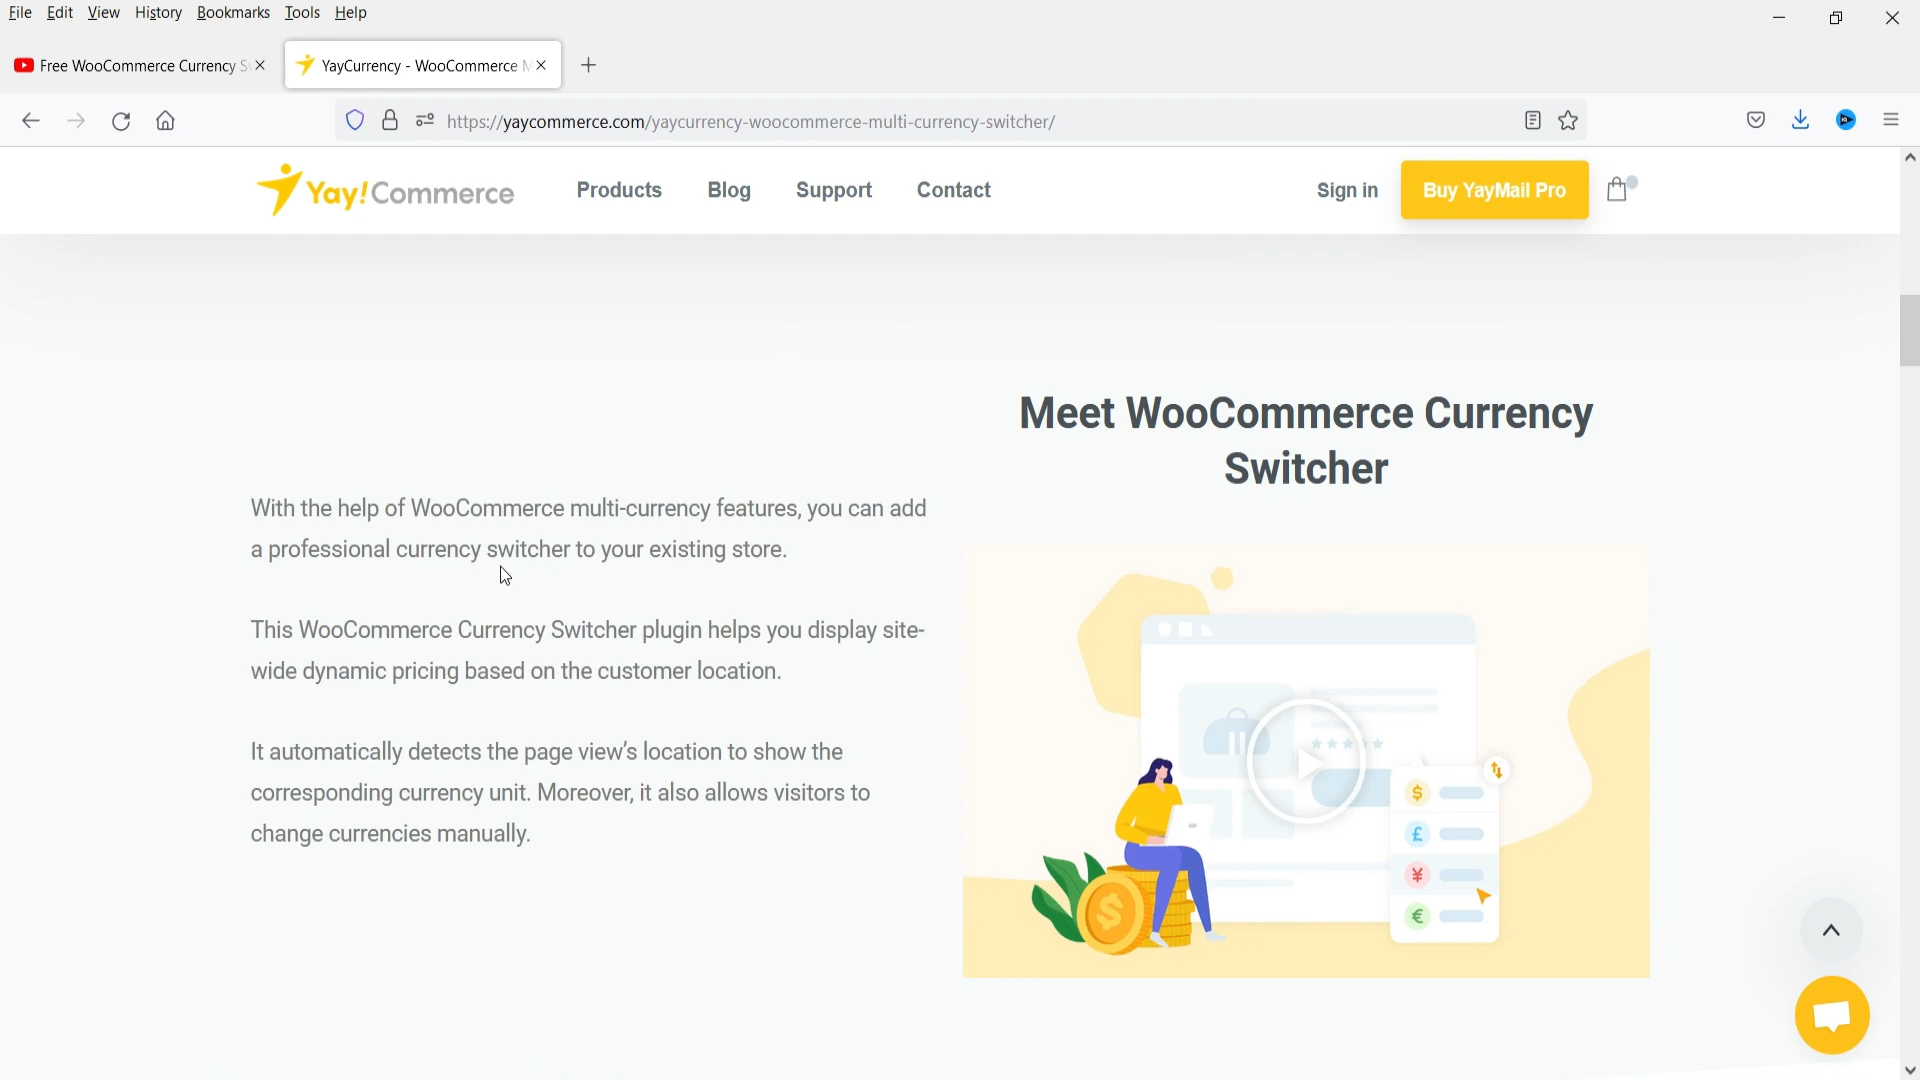 File Edit View History Bookmarks Tools Help
Free WooCommerce Currency S
YayCurrency - WooCommerce M
https://yaycommerce.com/yaycurrency-woocommerce-multi-currency-switcher/
Yay!Commerce
Products Blog Support Contact
Sign in
Buy YayMail Pro
Meet WooCommerce Currency
Switcher
With the help of WooCommerce multi-currency features, you can add
a professional currency switcher to your existing store.
This WooCommerce Currency Switcher plugin helps you display site-
wide dynamic pricing based on the customer location.
It automatically detects the page view's location to show the
corresponding currency unit. Moreover, it also allows visitors to
change currencies manually.
$
$
£
¥
€